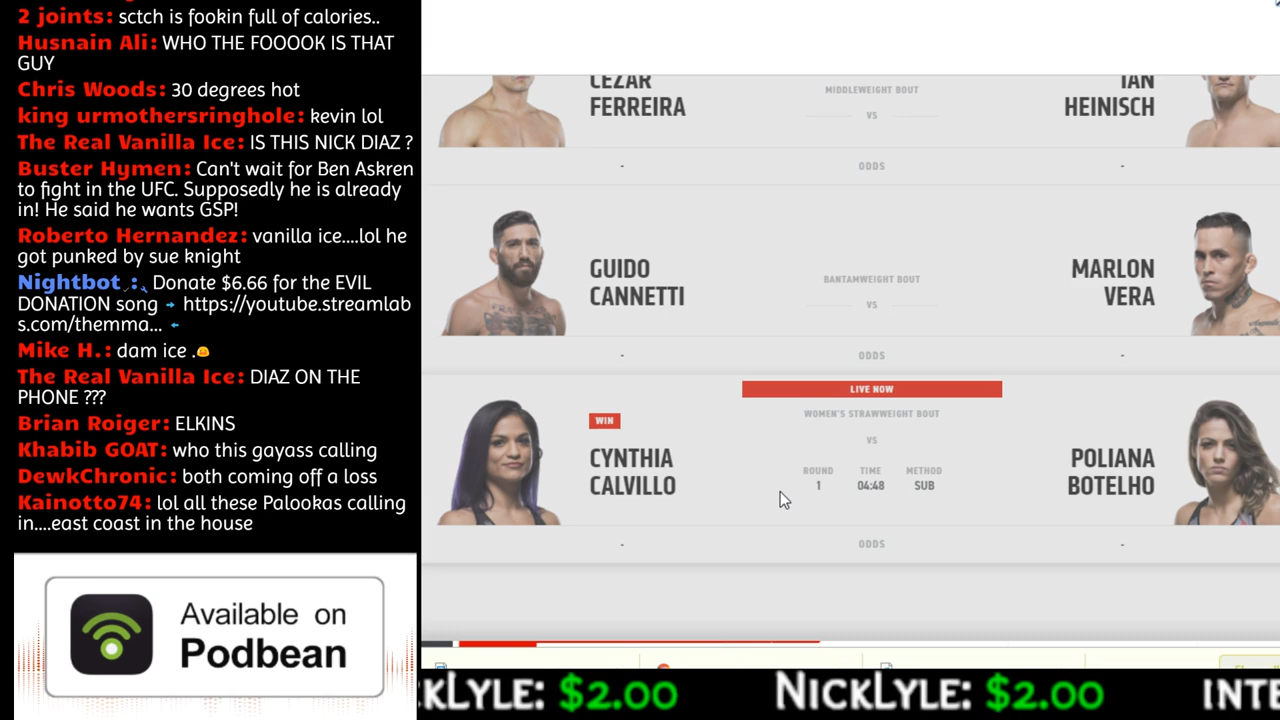 2 joints: sctch is fookin full of calories..
Husnain Ali: WHO THE FOOOOK IS THAT
GUY
Chris Woods: 30 degrees hot
king urmothersringhole: kevin lol
The Real Vanilla Ice: IS THIS NICK DIAZ ?
Buster Hymen: Can't wait for Ben Askren
to fight in the UFC. Supposedly he is already
in! He said he wants GSP!
Roberto Hernandez: vanilla ice....lol he
got punked by sue knight
Nightbot : Donate $6.66 for the EVIL
DONATION song → https://youtube.streamlab
s.com/themma... ←
Mike H.: dam ice .
The Real Vanilla Ice: DIAZ ON THE
PHONE ???
Brian Roiger: ELKINS
Khabib GOAT: who this gayass calling
DewkChronic: both coming off a loss
Kainotto74: lol all these Palookas calling
in....east coast in the house
Available on
Podbean
CEZAR
FERREIRA
MIDDLEWEIGHT BOUT
VS
IAN
HEINISCH
- ODDS -
GUIDO
CANNETTI
BANTAMWEIGHT BOUT
VS
MARLON
VERA
- ODDS -
LIVE NOW
WIN
CYNTHIA
CALVILLO
WOMEN'S STRAWWEIGHT BOUT
VS
ROUND TIME METHOD
1 04:48 SUB
POLIANA
BOTELHO
- ODDS -
CKLYLE: $2.00 NICKLYLE: $2.00 INTE